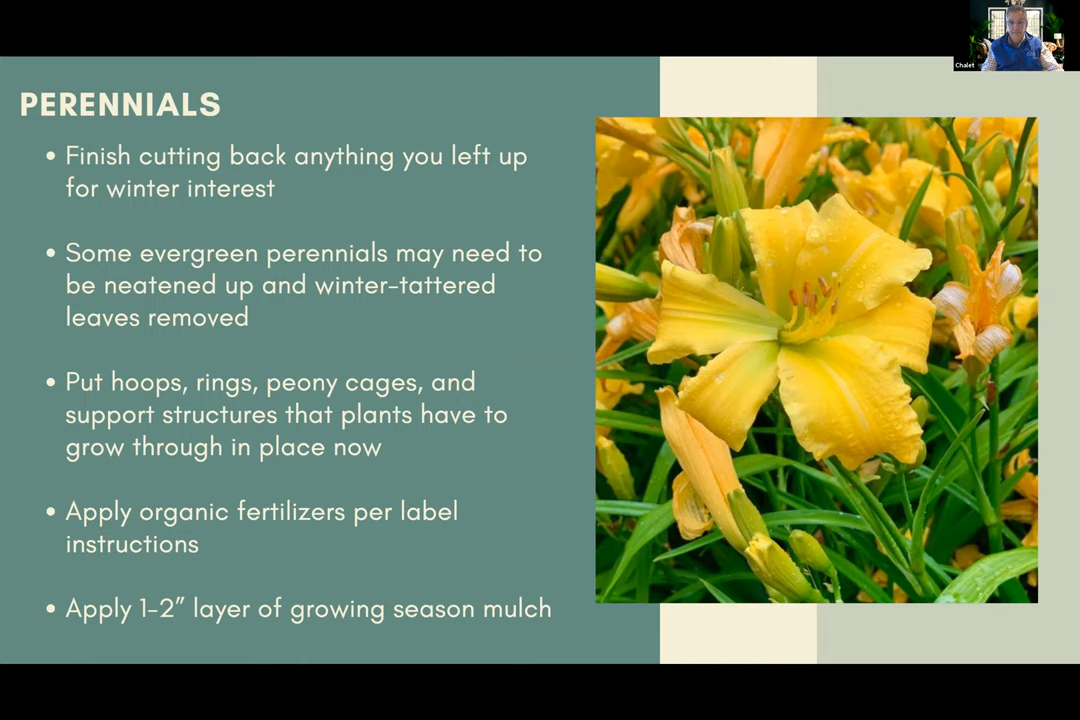 Chalet
PERENNIALS
• Finish cutting back anything you left up
for winter interest
• Some evergreen perennials may need to
be neatened up and winter-tattered
leaves removed
• Put hoops, rings, peony cages, and
support structures that plants have to
grow through in place now
• Apply organic fertilizers per label
instructions
• Apply 1-2” layer of growing season mulch